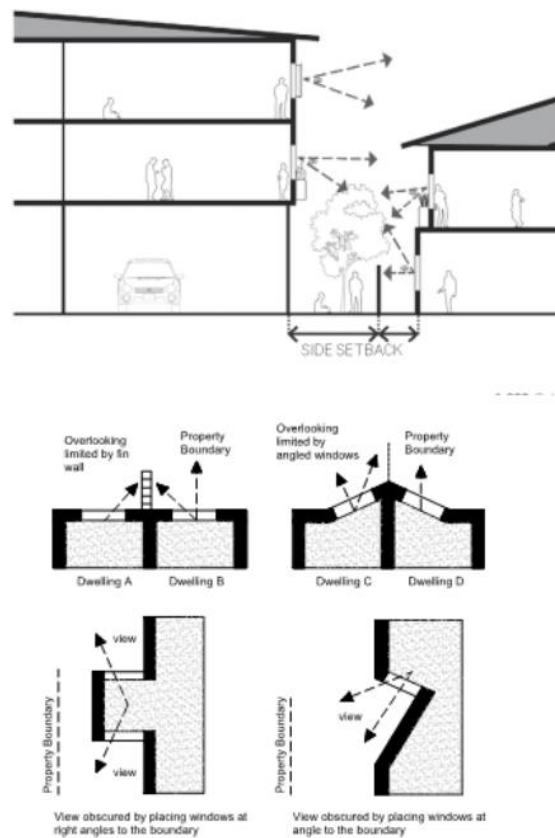 SIDE SETBACK
Overlooking
limited by fin
wall
Property
Boundary
Overlooking
limited by
angled windows
Property
Boundary
Dwelling A
Dwelling B
Dwelling C
Dwelling D
view
view
Property Boundary
view
Property Boundary
View obscured by placing windows at
right angles to the boundary
View obscured by placing windows at
angle to the boundary